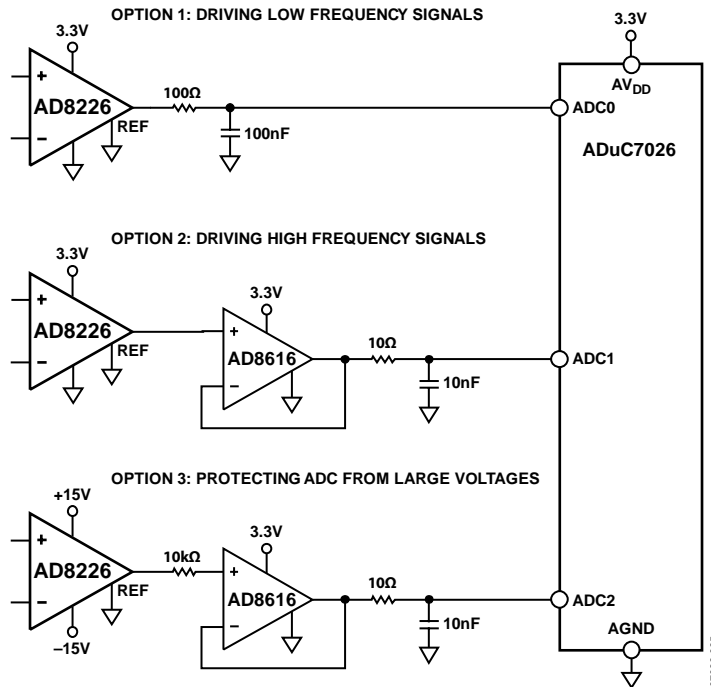 OPTION 1: DRIVING LOW FREQUENCY SIGNALS
3.3V
3.3V
AVDD
+
AD8226
−
REF
100Ω
100nF
ADC0
ADuC7026
OPTION 2: DRIVING HIGH FREQUENCY SIGNALS
3.3V
+
AD8226
−
REF
3.3V
+
AD8616
−
10Ω
10nF
ADC1
OPTION 3: PROTECTING ADC FROM LARGE VOLTAGES
+15V
+
AD8226
−
REF
−15V
10kΩ
3.3V
+
AD8616
−
10Ω
10nF
ADC2
AGND